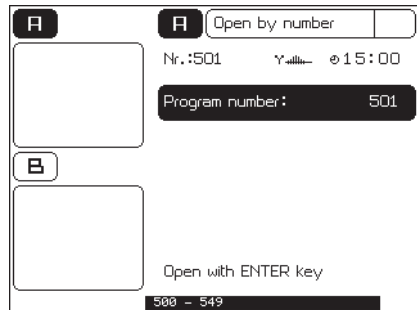 A
A Open by number
Nr.:501 15:00
Program number: 501
B
Open with ENTER key
500 - 549